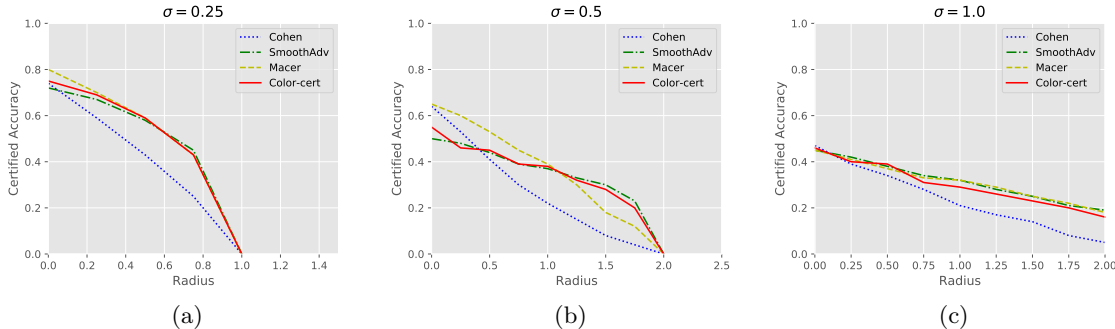 σ = 0.25
Certified Accuracy
1.0
0.8
0.6
0.4
0.2
0.0
Cohen
SmoothAdv
Macer
Color-cert
0.0 0.2 0.4 0.6 0.8 1.0 1.2 1.4
Radius
(a)
σ = 0.5
Certified Accuracy
1.0
0.8
0.6
0.4
0.2
0.0
Cohen
SmoothAdv
Macer
Color-cert
0.0 0.5 1.0 1.5 2.0 2.5
Radius
(b)
σ = 1.0
Certified Accuracy
1.0
0.8
0.6
0.4
0.2
0.0
Cohen
SmoothAdv
Macer
Color-cert
0.00 0.25 0.50 0.75 1.00 1.25 1.50 1.75 2.00
Radius
(c)